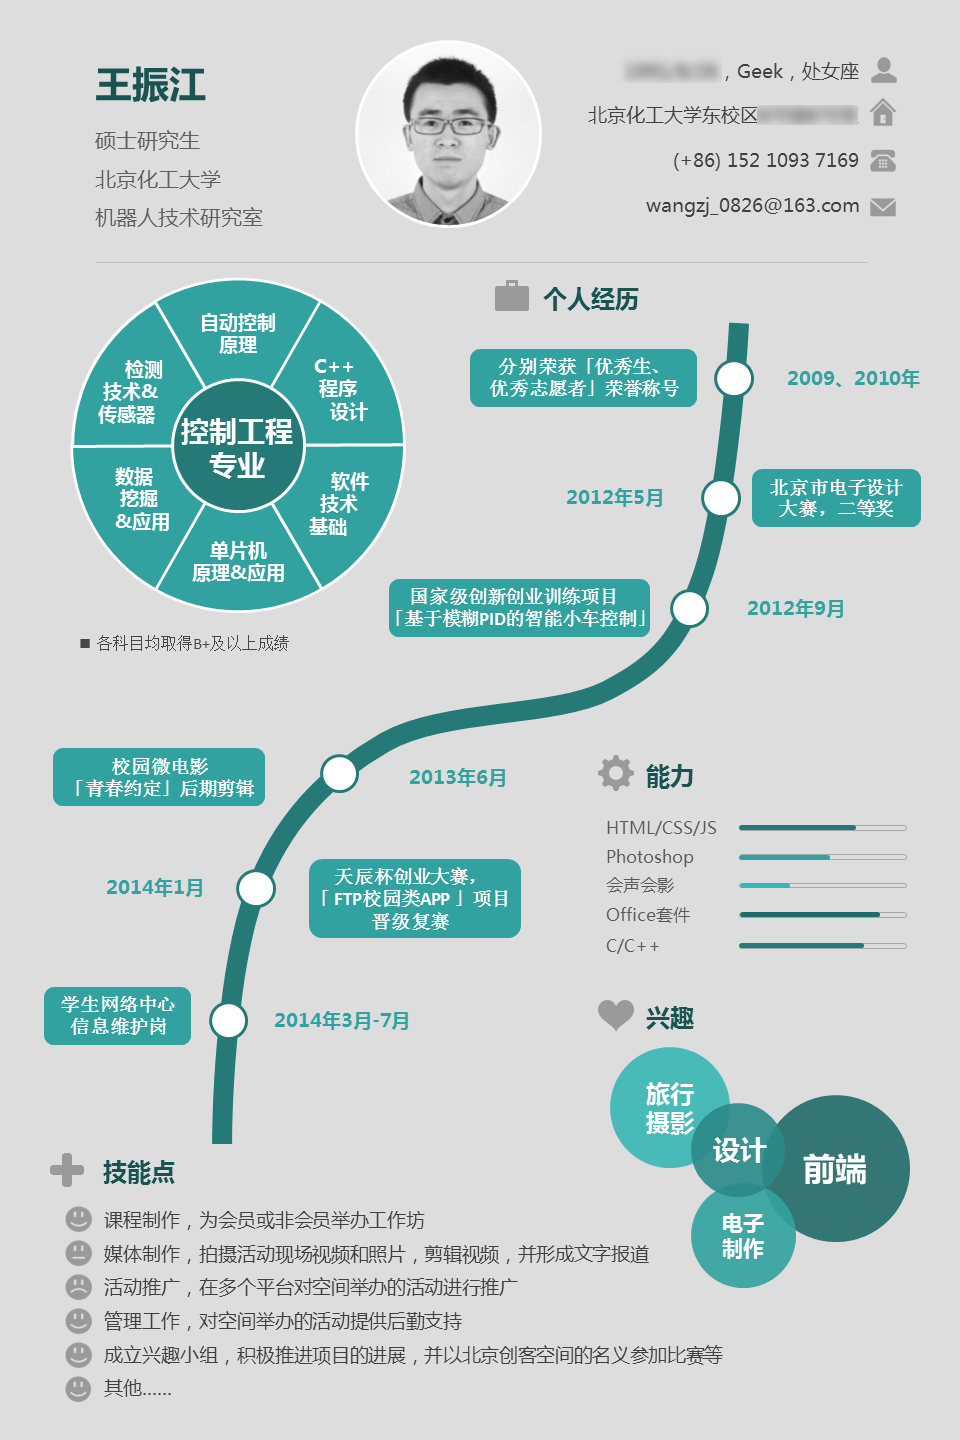 王振江
硕士研究生
北京化工大学
机器人技术研究室
，Geek，处女座
北京化工大学东校区
(+86) 152 1093 7169
wangzj_0826@163.com
自动控制
原理
C++
程序
设计
软件
技术
基础
单片机
原理&应用
数据
挖掘
&应用
检测
技术&
传感器
控制工程
专业
■ 各科目均取得B+及以上成绩
个人经历
分别荣获「优秀生、
优秀志愿者」荣誉称号
2009、2010年
2012年5月
北京市电子设计
大赛，二等奖
国家级创新创业训练项目
「基于模糊PID的智能小车控制」
2012年9月
校园微电影
「青春约定」后期剪辑
2013年6月
2014年1月
天辰杯创业大赛，
「 FTP校园类APP 」项目
晋级复赛
学生网络中心
信息维护岗
2014年3月-7月
能力
HTML/CSS/JS
Photoshop
会声会影
Office套件
C/C++
兴趣
旅行
摄影
设计
前端
电子
制作
技能点
课程制作，为会员或非会员举办工作坊
媒体制作，拍摄活动现场视频和照片，剪辑视频，并形成文字报道
活动推广，在多个平台对空间举办的活动进行推广
管理工作，对空间举办的活动提供后勤支持
成立兴趣小组，积极推进项目的进展，并以北京创客空间的名义参加比赛等
其他......